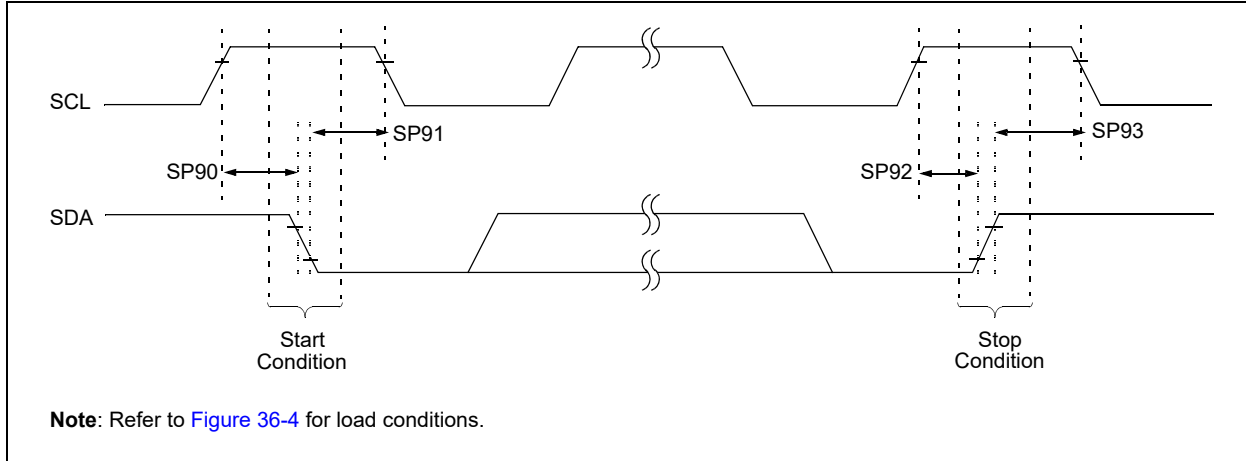 SCL
SP91
SP93
SP90
SP92
SDA
Start
Condition
Stop
Condition
Note: Refer to Figure 36-4 for load conditions.